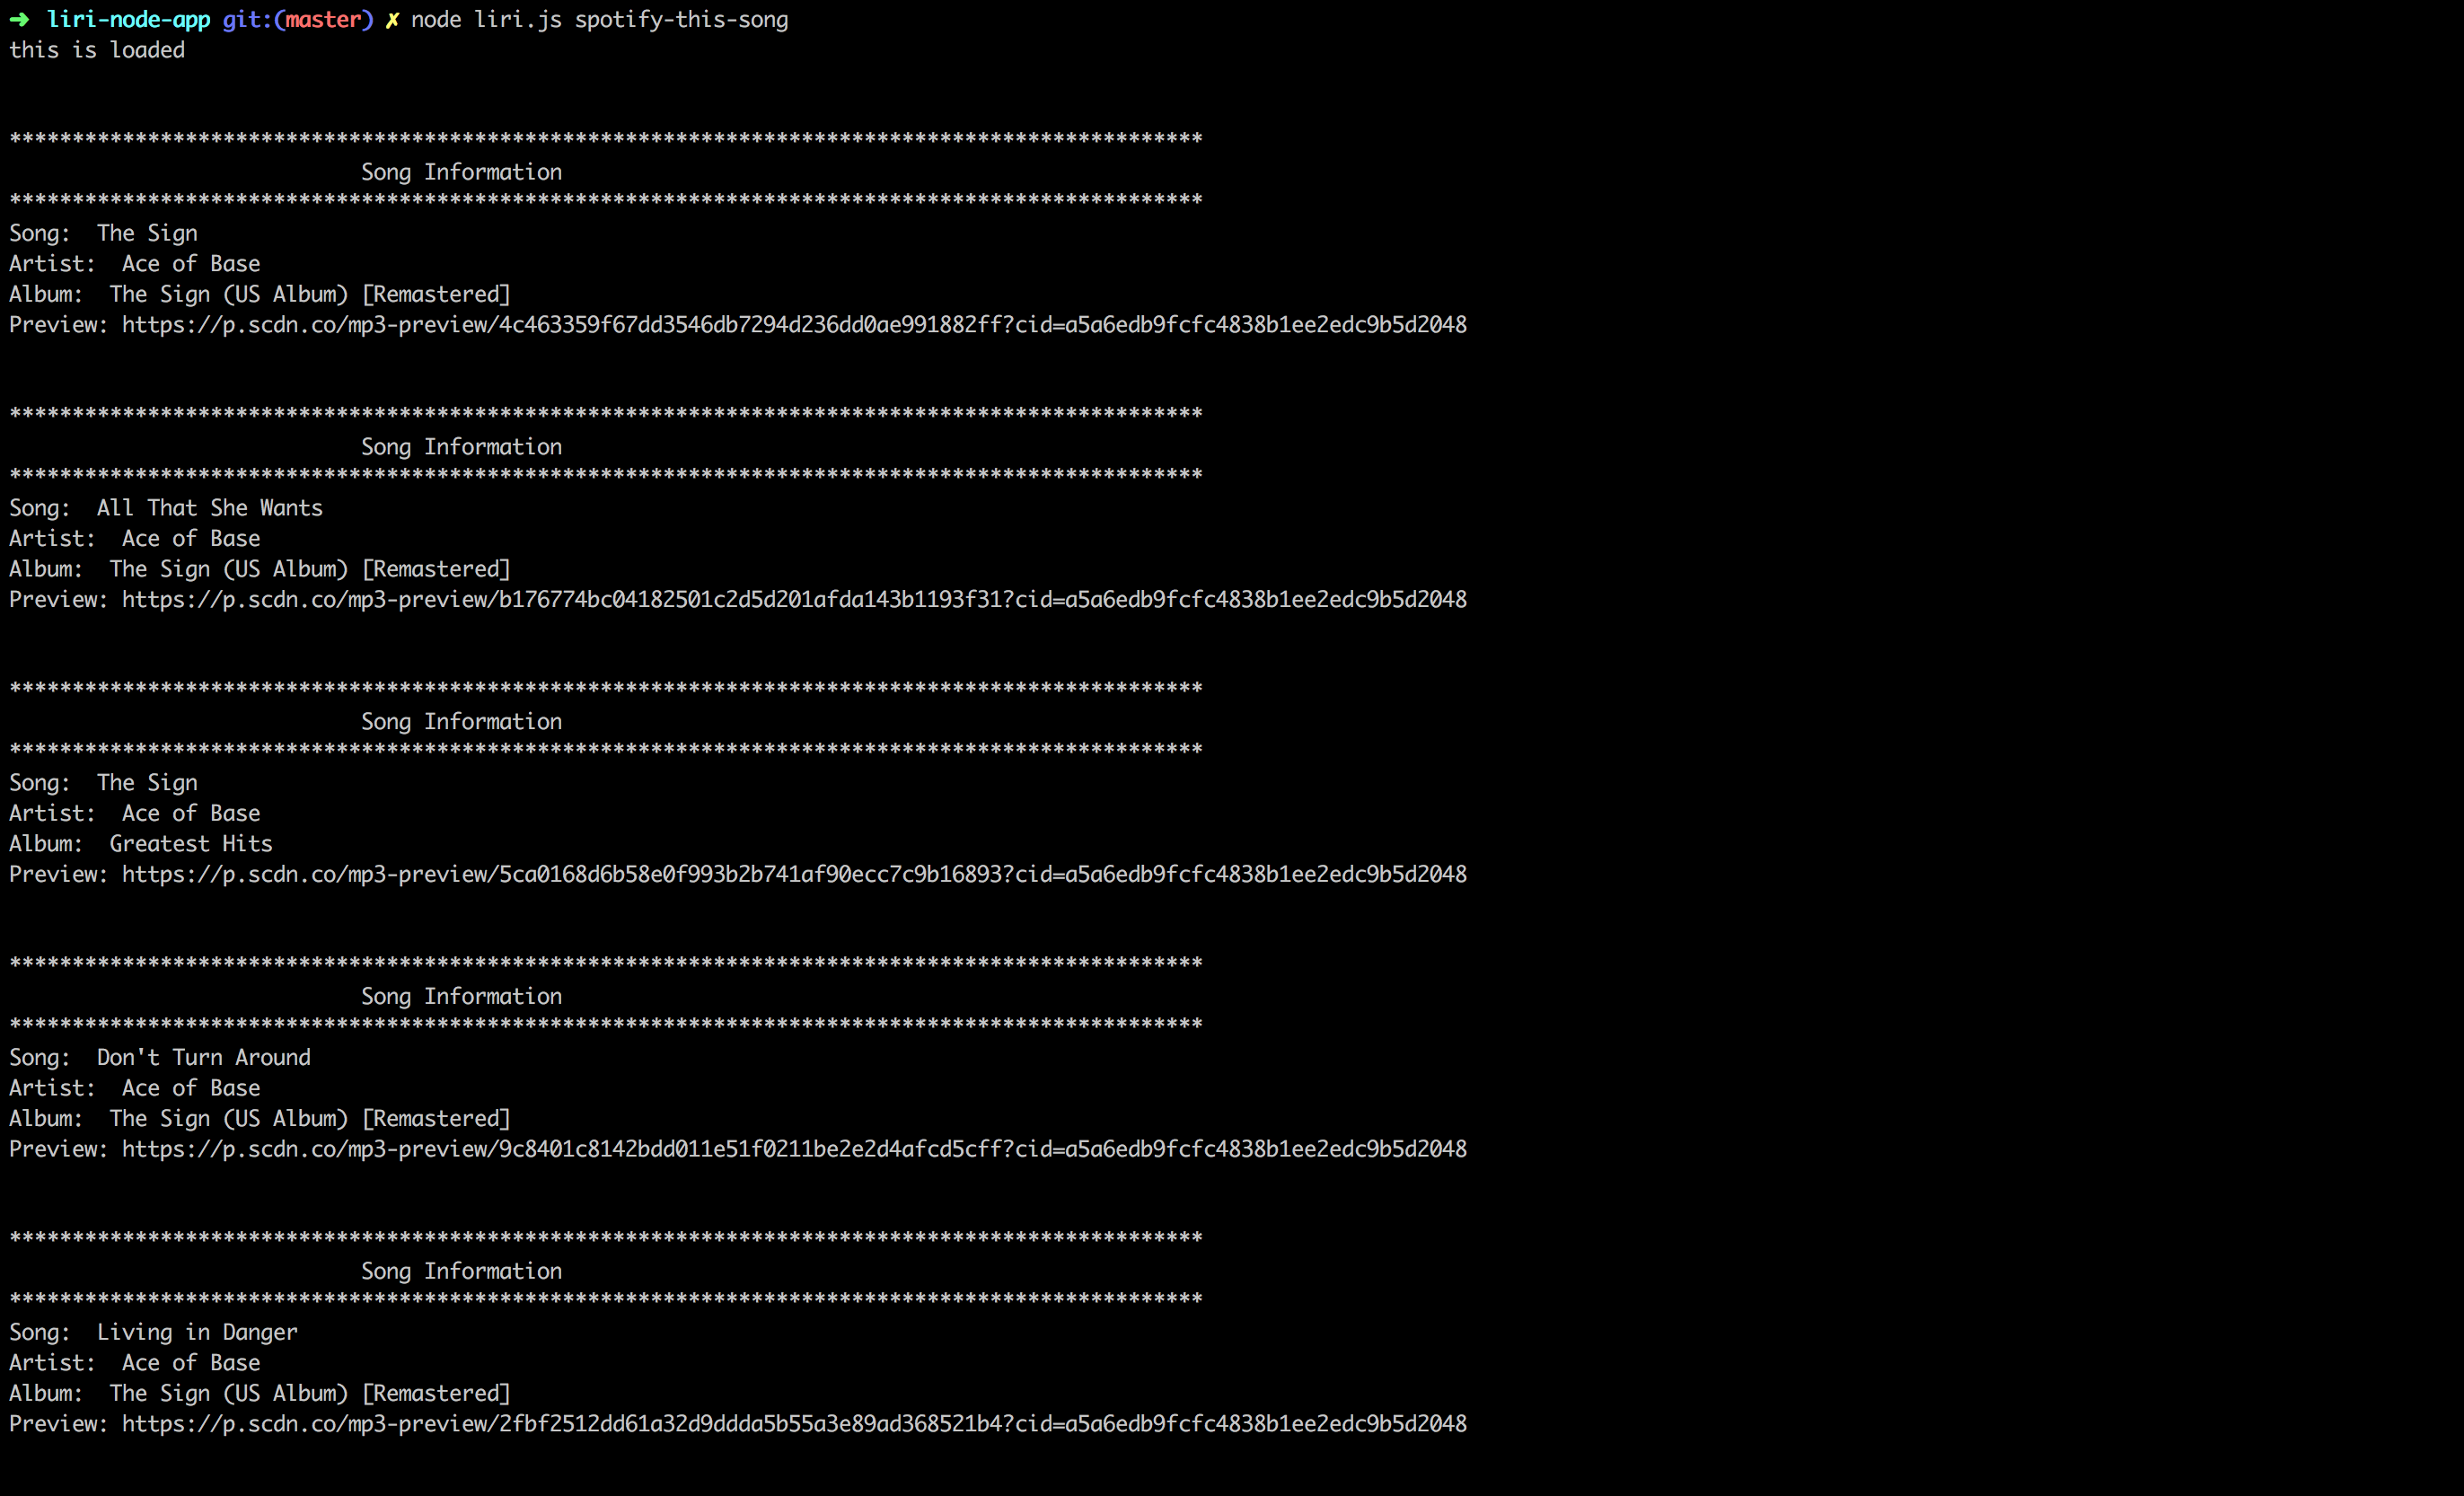 ➜ liri-node-app git:(master) ✗ node liri.js spotify-this-song
this is loaded
***********************************************************************************************
Song Information
***********************************************************************************************
Song:  The Sign
Artist:  Ace of Base
Album:  The Sign (US Album) [Remastered]
Preview: https://p.scdn.co/mp3-preview/4c463359f67dd3546db7294d236dd0ae991882ff?cid=a5a6edb9fcfc4838b1ee2edc9b5d2048
***********************************************************************************************
Song Information
***********************************************************************************************
Song:  All That She Wants
Artist:  Ace of Base
Album:  The Sign (US Album) [Remastered]
Preview: https://p.scdn.co/mp3-preview/b176774bc04182501c2d5d201afda143b1193f31?cid=a5a6edb9fcfc4838b1ee2edc9b5d2048
***********************************************************************************************
Song Information
***********************************************************************************************
Song:  The Sign
Artist:  Ace of Base
Album:  Greatest Hits
Preview: https://p.scdn.co/mp3-preview/5ca0168d6b58e0f993b2b741af90ecc7c9b16893?cid=a5a6edb9fcfc4838b1ee2edc9b5d2048
***********************************************************************************************
Song Information
***********************************************************************************************
Song:  Don't Turn Around
Artist:  Ace of Base
Album:  The Sign (US Album) [Remastered]
Preview: https://p.scdn.co/mp3-preview/9c8401c8142bdd011e51f0211be2e2d4afcd5cff?cid=a5a6edb9fcfc4838b1ee2edc9b5d2048
***********************************************************************************************
Song Information
***********************************************************************************************
Song:  Living in Danger
Artist:  Ace of Base
Album:  The Sign (US Album) [Remastered]
Preview: https://p.scdn.co/mp3-preview/2fbf2512dd61a32d9ddda5b55a3e89ad368521b4?cid=a5a6edb9fcfc4838b1ee2edc9b5d2048